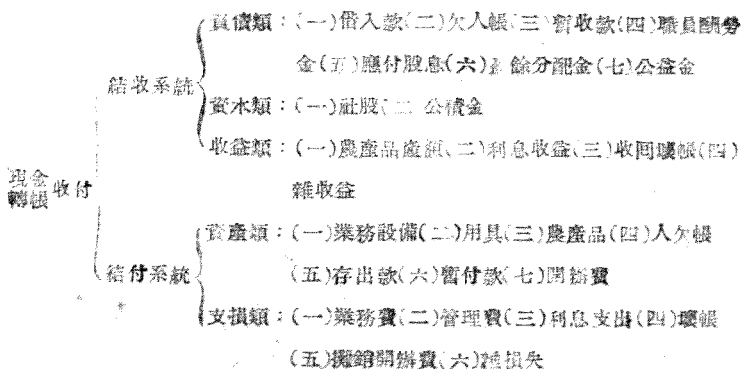 負債類：(一)借入款(二)欠人帳(三)暫收款(四)職員酬勞
金(五)應付股息(六)餘分配金(七)公益金
結收系統
資本類：(一)社股(二 公積金
收益類：(一)農產品產銷(二)利息收益(三)收回壞帳(四)
雜收益
現金
轉帳 收付
資產類：(一)業務設備(二)用具(三)農產品(四)人欠帳
結付系統
(五)存出款(六)暫付款(七)開辦費
支損類：(一)業務費(二)管理費(三)利息支出(四)壞帳
(五)攤銷開辦費(六)損失